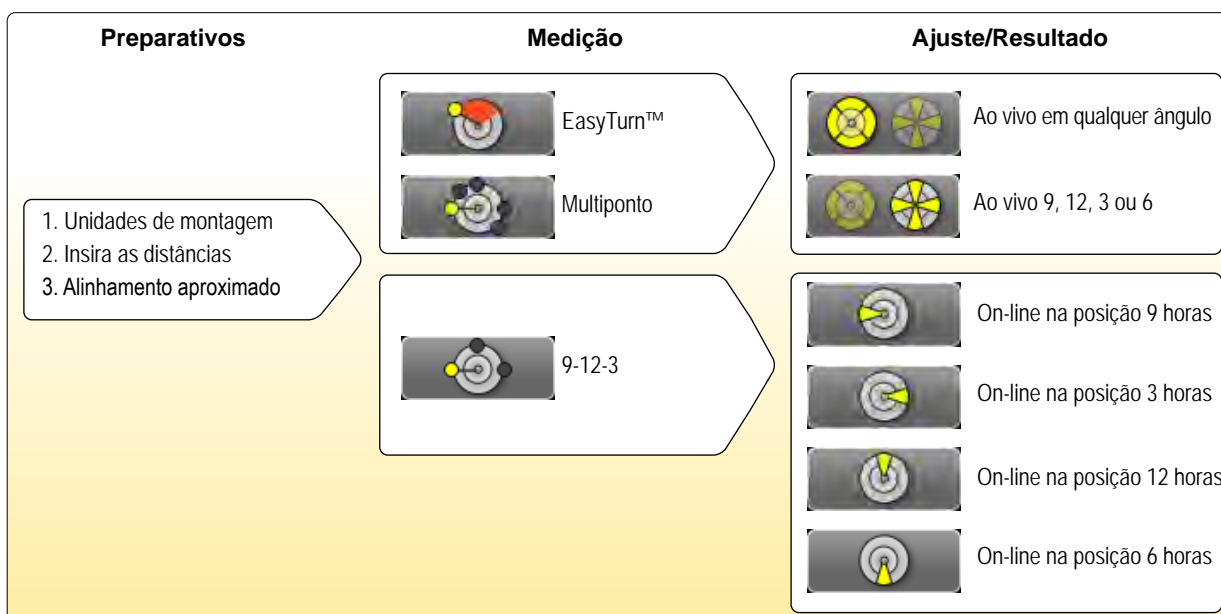 Preparativos
1. Unidades de montagem
2. Insira as distâncias
3. Alinhamento aproximado
Medição
EasyTurn™
Multiponto
9-12-3
Ajuste/Resultado
Ao vivo em qualquer ângulo
Ao vivo 9, 12, 3 ou 6
On-line na posição 9 horas
On-line na posição 3 horas
On-line na posição 12 horas
On-line na posição 6 horas